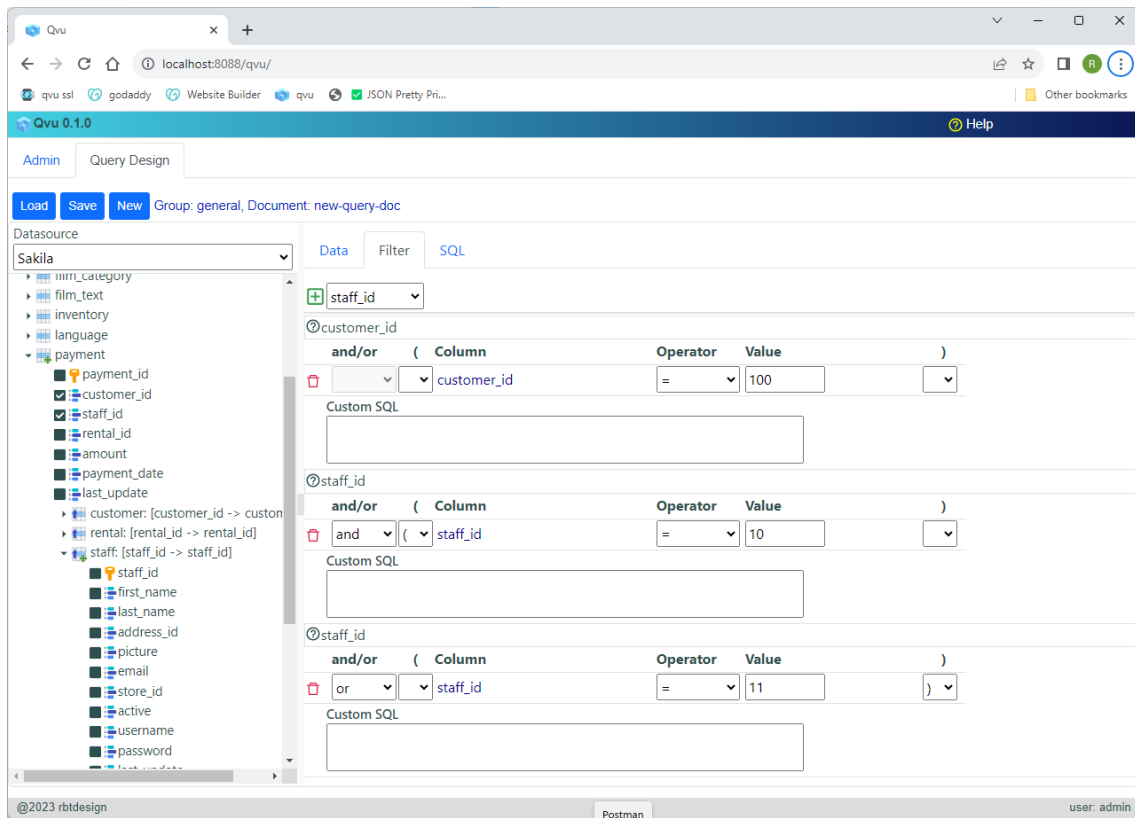 Qvu
localhost:8088/qvu/
R
qvu ssl godaddy Website Builder qvu JSON Pretty Pri... Other bookmarks
Qvu 0.1.0 Help
Admin Query Design
Load Save New Group: general, Document: new-query-doc
Datasource
Sakila
film_category
film_text
inventory
language
payment
payment_id
customer_id
staff_id
rental_id
amount
payment_date
last_update
customer: [customer_id -> custon
rental: [rental_id -> rental_id]
staff: [staff_id -> staff_id]
staff_id
first_name
last_name
address_id
picture
email
store_id
active
username
password
last_update
Data Filter SQL
staff_id
customer_id
and/or ( Column Operator Value )
customer_id = 100
Custom SQL
staff_id
and/or ( Column Operator Value )
and ( staff_id = 10
Custom SQL
staff_id
and/or ( Column Operator Value )
or staff_id = 11 )
Custom SQL
@2023 rbtdesign user: admin
Postman